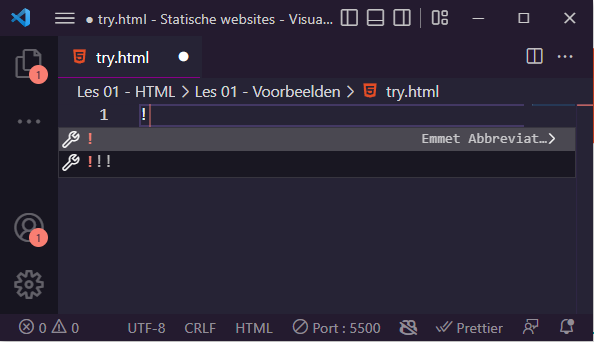 ● try.html - Statische websites - Visua...
1
try.html ●
Les 01 - HTML > Les 01 - Voorbeelden > try.html
1 !
! Emmet Abbreviat...>
!!!
1
0 0 UTF-8 CRLF HTML Port : 5500 Prettier